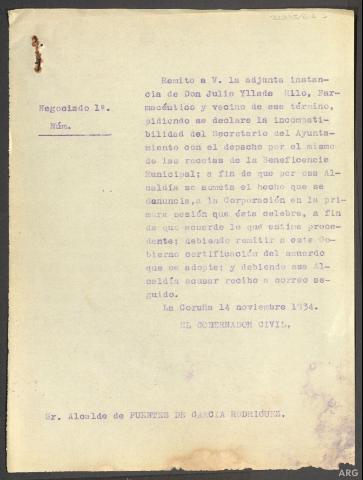 Remito a V. la adjunta instan-
cia de Don Julio Yllade Rilo, Far-
macéutico y vecino de ese término,
pidiendo se declare la incompati-
bilidad del Secretario del Ayunta-
miento con el depacho por el mismo
de las recetas de la Beneficencia
Municipal; a fin de que por esa Al-
caldía se someta el hecho que se
denuncia, a la Corporación en la pri-
mera sesión que ésta celebre, a fin
de que acuerde lo que estime proce-
dente; debiendo remitir a este Go-
bierno certificación del acuerdo
que se adopte; y debiendo esa Al-
caldía acusar recibo a correo se-
guido.
La Coruña 14 noviembre 1934.
EL GOBERNADOR CIVIL,
Negociado 1º.
Núm.
Sr. Alcalde de PUENTES DE GARCIA RODRIGUEZ.
ARG